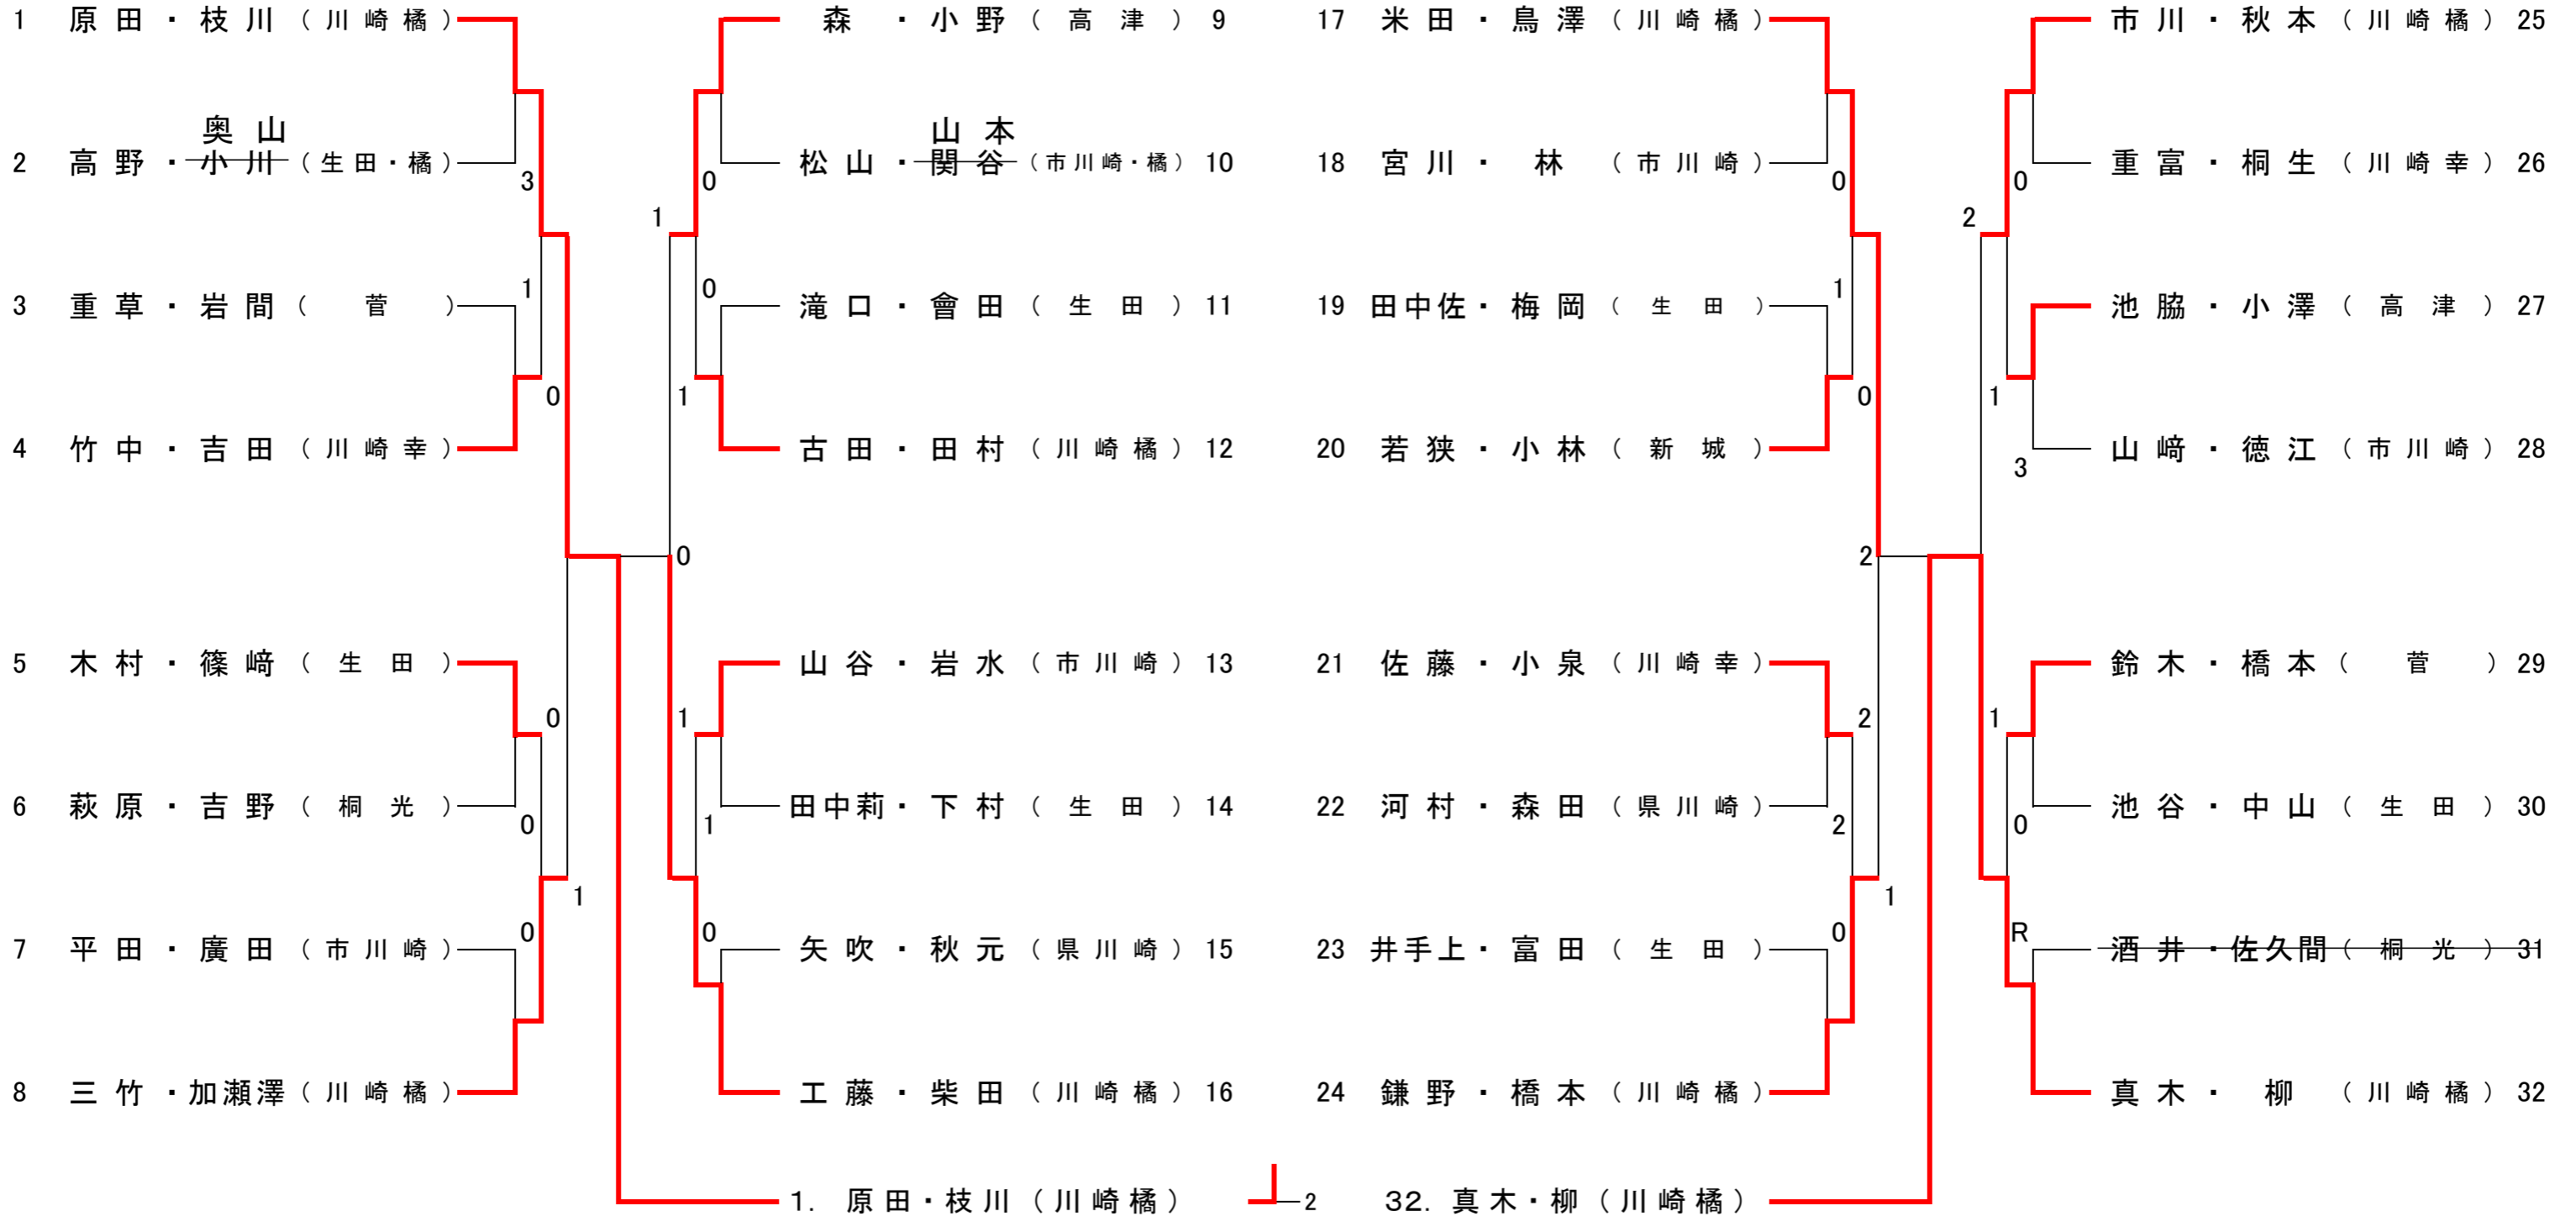 1 原田・枝川（川崎橘） 森・小野（高津） 9 17 米田・鳥澤（川崎橘） 市川・秋本（川崎橘） 25
奥山 山本
2 高野・小川（生田・橘） 松山・関谷（市川崎・橘） 10 18 宮川・林（市川崎） 重富・桐生（川崎幸） 26
3 0 0 0
1 2
1 0 1
3 重草・岩間（菅） 滝口・會田（生田） 11 19 田中佐・梅岡（生田） 池脇・小澤（高津） 27
0 1 0 1
4 竹中・吉田（川崎幸） 古田・田村（川崎橘） 12 20 若狭・小林（新城） 山﨑・徳江（市川崎） 28
3
0 2
5 木村・篠﨑（生田） 山谷・岩水（市川崎） 13 21 佐藤・小泉（川崎幸） 鈴木・橋本（菅） 29
0 1 2 1
6 萩原・吉野（桐光） 田中莉・下村（生田） 14 22 河村・森田（県川崎） 池谷・中山（生田） 30
0 1 2 0
1 1
0 0 0 R
7 平田・廣田（市川崎） 矢吹・秋元（県川崎） 15 23 井手上・富田（生田） 酒井・佐久間（桐光） 31
8 三竹・加瀬澤（川崎橘） 工藤・柴田（川崎橘） 16 24 鎌野・橋本（川崎橘） 真木・柳（川崎橘） 32
1. 原田・枝川（川崎橘） 2 32. 真木・柳（川崎橘）